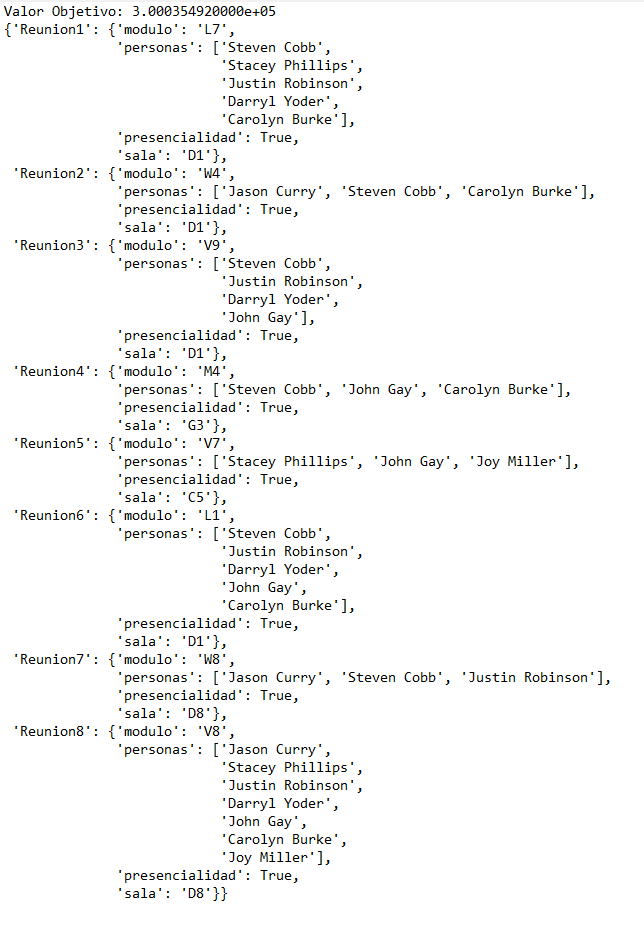 Valor Objetivo: 3.000354920000e+05
{'Reunion1': {'modulo': 'L7',
'personas': ['Steven Cobb',
'Stacey Phillips',
'Justin Robinson',
'Darryl Yoder',
'Carolyn Burke'],
'presencialidad': True,
'sala': 'D1'},
'Reunion2': {'modulo': 'W4',
'personas': ['Jason Curry', 'Steven Cobb', 'Carolyn Burke'],
'presencialidad': True,
'sala': 'D1'},
'Reunion3': {'modulo': 'V9',
'personas': ['Steven Cobb',
'Justin Robinson',
'Darryl Yoder',
'John Gay'],
'presencialidad': True,
'sala': 'D1'},
'Reunion4': {'modulo': 'M4',
'personas': ['Steven Cobb', 'John Gay', 'Carolyn Burke'],
'presencialidad': True,
'sala': 'G3'},
'Reunion5': {'modulo': 'V7',
'personas': ['Stacey Phillips', 'John Gay', 'Joy Miller'],
'presencialidad': True,
'sala': 'C5'},
'Reunion6': {'modulo': 'L1',
'personas': ['Steven Cobb',
'Justin Robinson',
'Darryl Yoder',
'John Gay',
'Carolyn Burke'],
'presencialidad': True,
'sala': 'D1'},
'Reunion7': {'modulo': 'W8',
'personas': ['Jason Curry', 'Steven Cobb', 'Justin Robinson'],
'presencialidad': True,
'sala': 'D8'},
'Reunion8': {'modulo': 'V8',
'personas': ['Jason Curry',
'Stacey Phillips',
'Justin Robinson',
'Darryl Yoder',
'John Gay',
'Carolyn Burke',
'Joy Miller'],
'presencialidad': True,
'sala': 'D8'}}